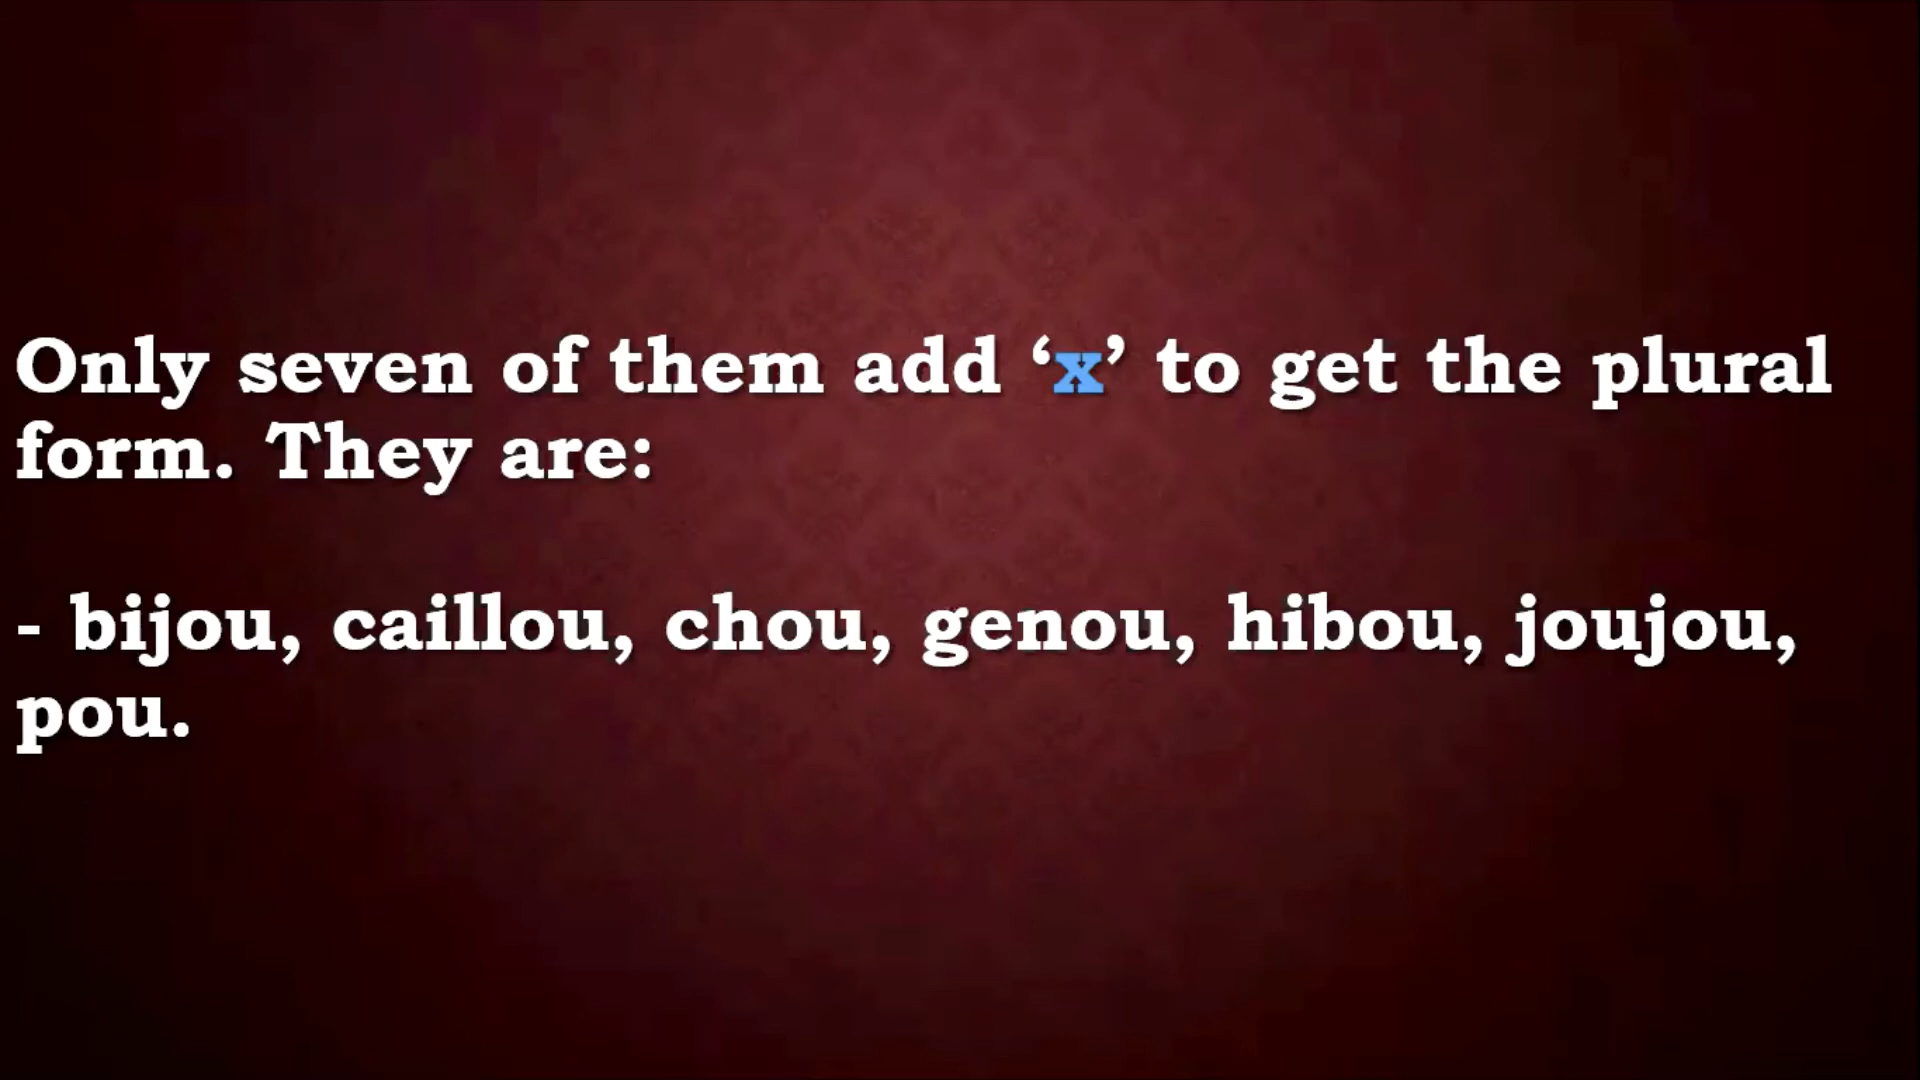 Only seven of them add ‘x’ to get the plural
form. They are:
- bijou, caillou, chou, genou, hibou, joujou,
pou.